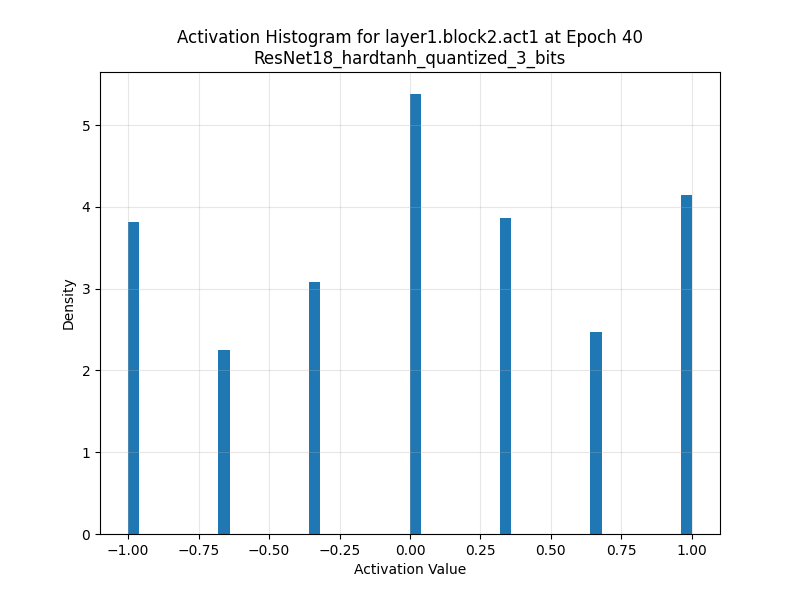 Activation Histogram for layer1.block2.act1 at Epoch 40
ResNet18_hardtanh_quantized_3_bits
Density
5
4
3
2
1
0
−1.00 −0.75 −0.50 −0.25 0.00 0.25 0.50 0.75 1.00
Activation Value